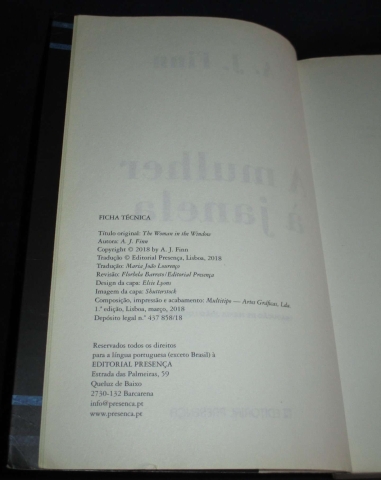 FICHA TÉCNICA
Título original: The Woman in the Window
Autora: A. J. Finn
Copyright © 2018 by A. J. Finn
Tradução © Editorial Presença, Lisboa, 2018
Tradução: Maria João Lourenço
Revisão: Florbela Barreto/Editorial Presença
Design da capa: Elsie Lyons
Imagem da capa: Shutterstock
Composição, impressão e acabamento: Multitipo — Artes Gráficas, Lda.
1.ª edição, Lisboa, março, 2018
Depósito legal n.º 437 858/18
Reservados todos os direitos
para a língua portuguesa (exceto Brasil) à
EDITORIAL PRESENÇA
Estrada das Palmeiras, 59
Queluz de Baixo
2730-132 Barcarena
info@presenca.pt
www.presenca.pt
A. J. Finn
A mulher
à janela